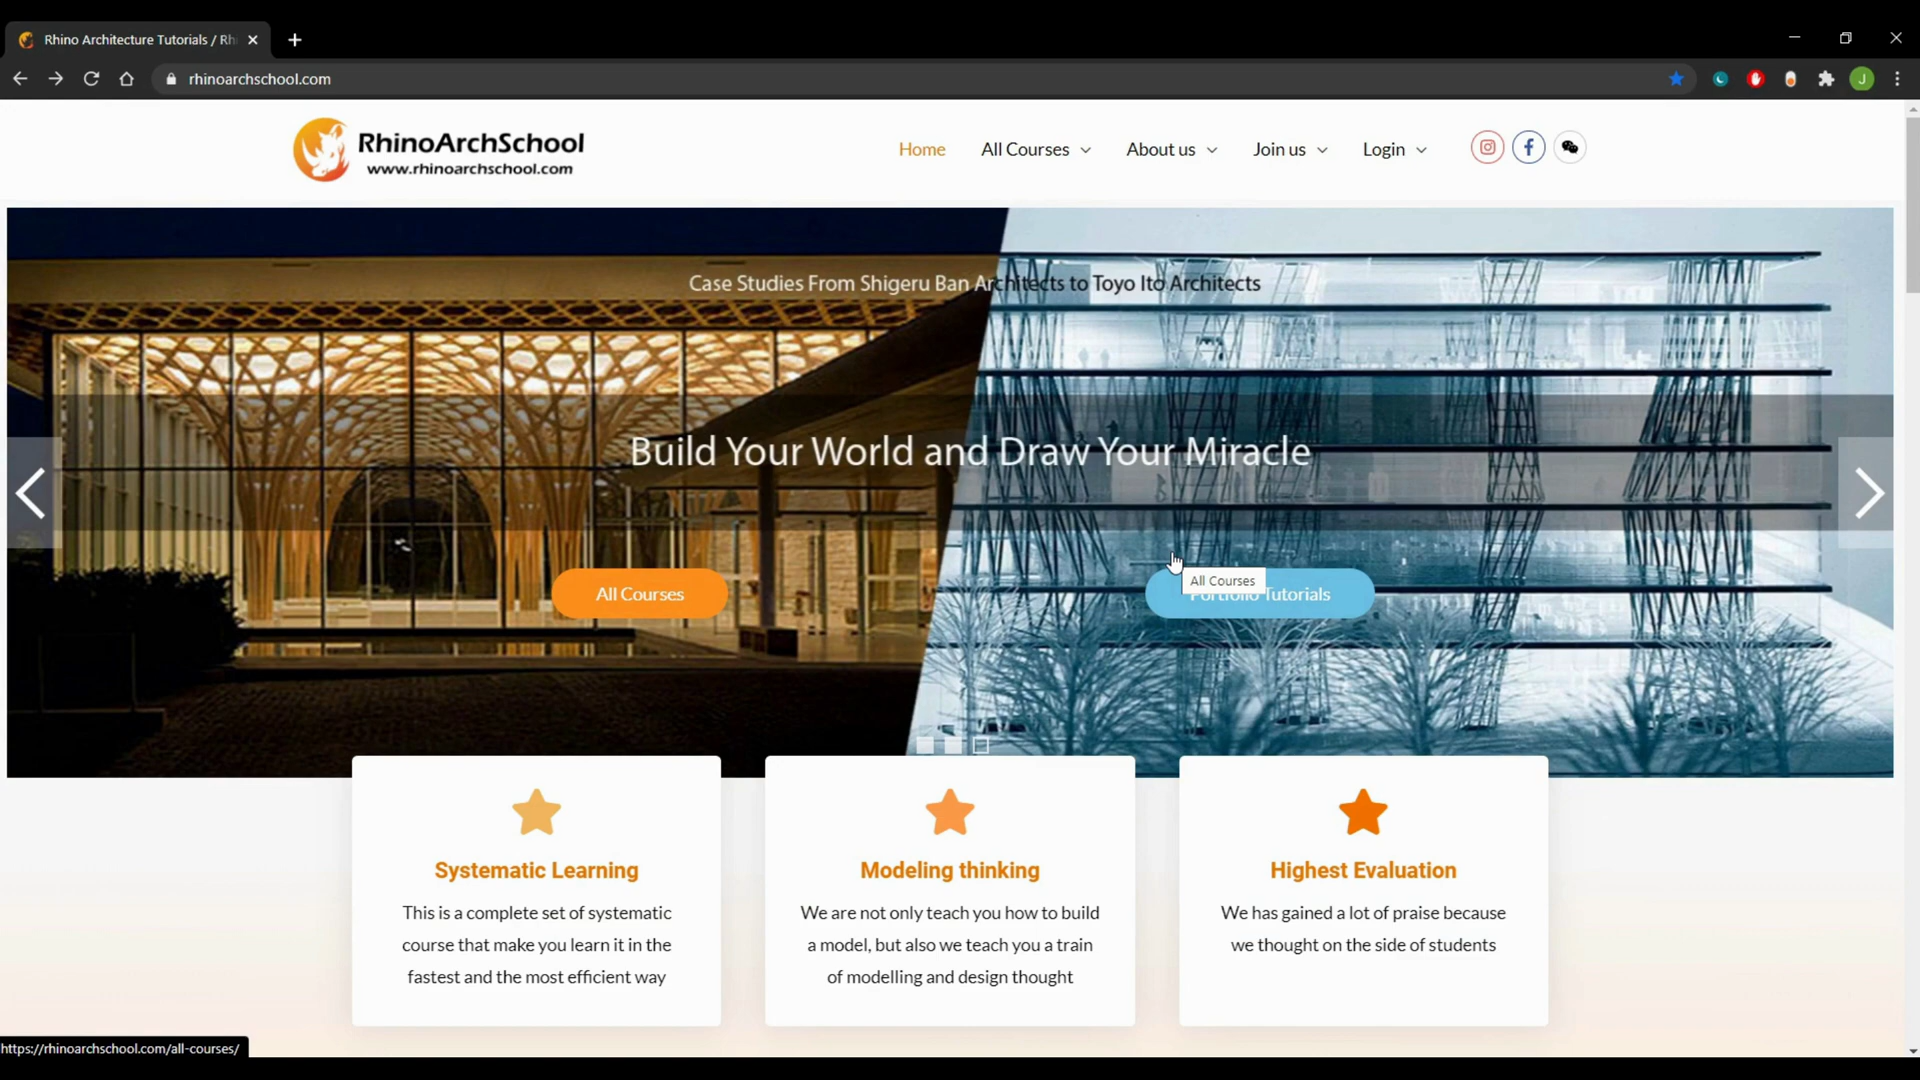 Rhino Architecture Tutorials / Rh
rhinoarchschool.com
J
RhinoArchSchool
www.rhinoarchschool.com
Home
All Courses
About us
Join us
Login
Case Studies From Shigeru Ban Architects to Toyo Ito Architects
Build Your World and Draw Your Miracle
All Courses
All Courses
Portfolio Tutorials
Systematic Learning
This is a complete set of systematic
course that make you learn it in the
fastest and the most efficient way
Modeling thinking
We are not only teach you how to build
a model, but also we teach you a train
of modelling and design thought
Highest Evaluation
We has gained a lot of praise because
we thought on the side of students
https://rhinoarchschool.com/all-courses/